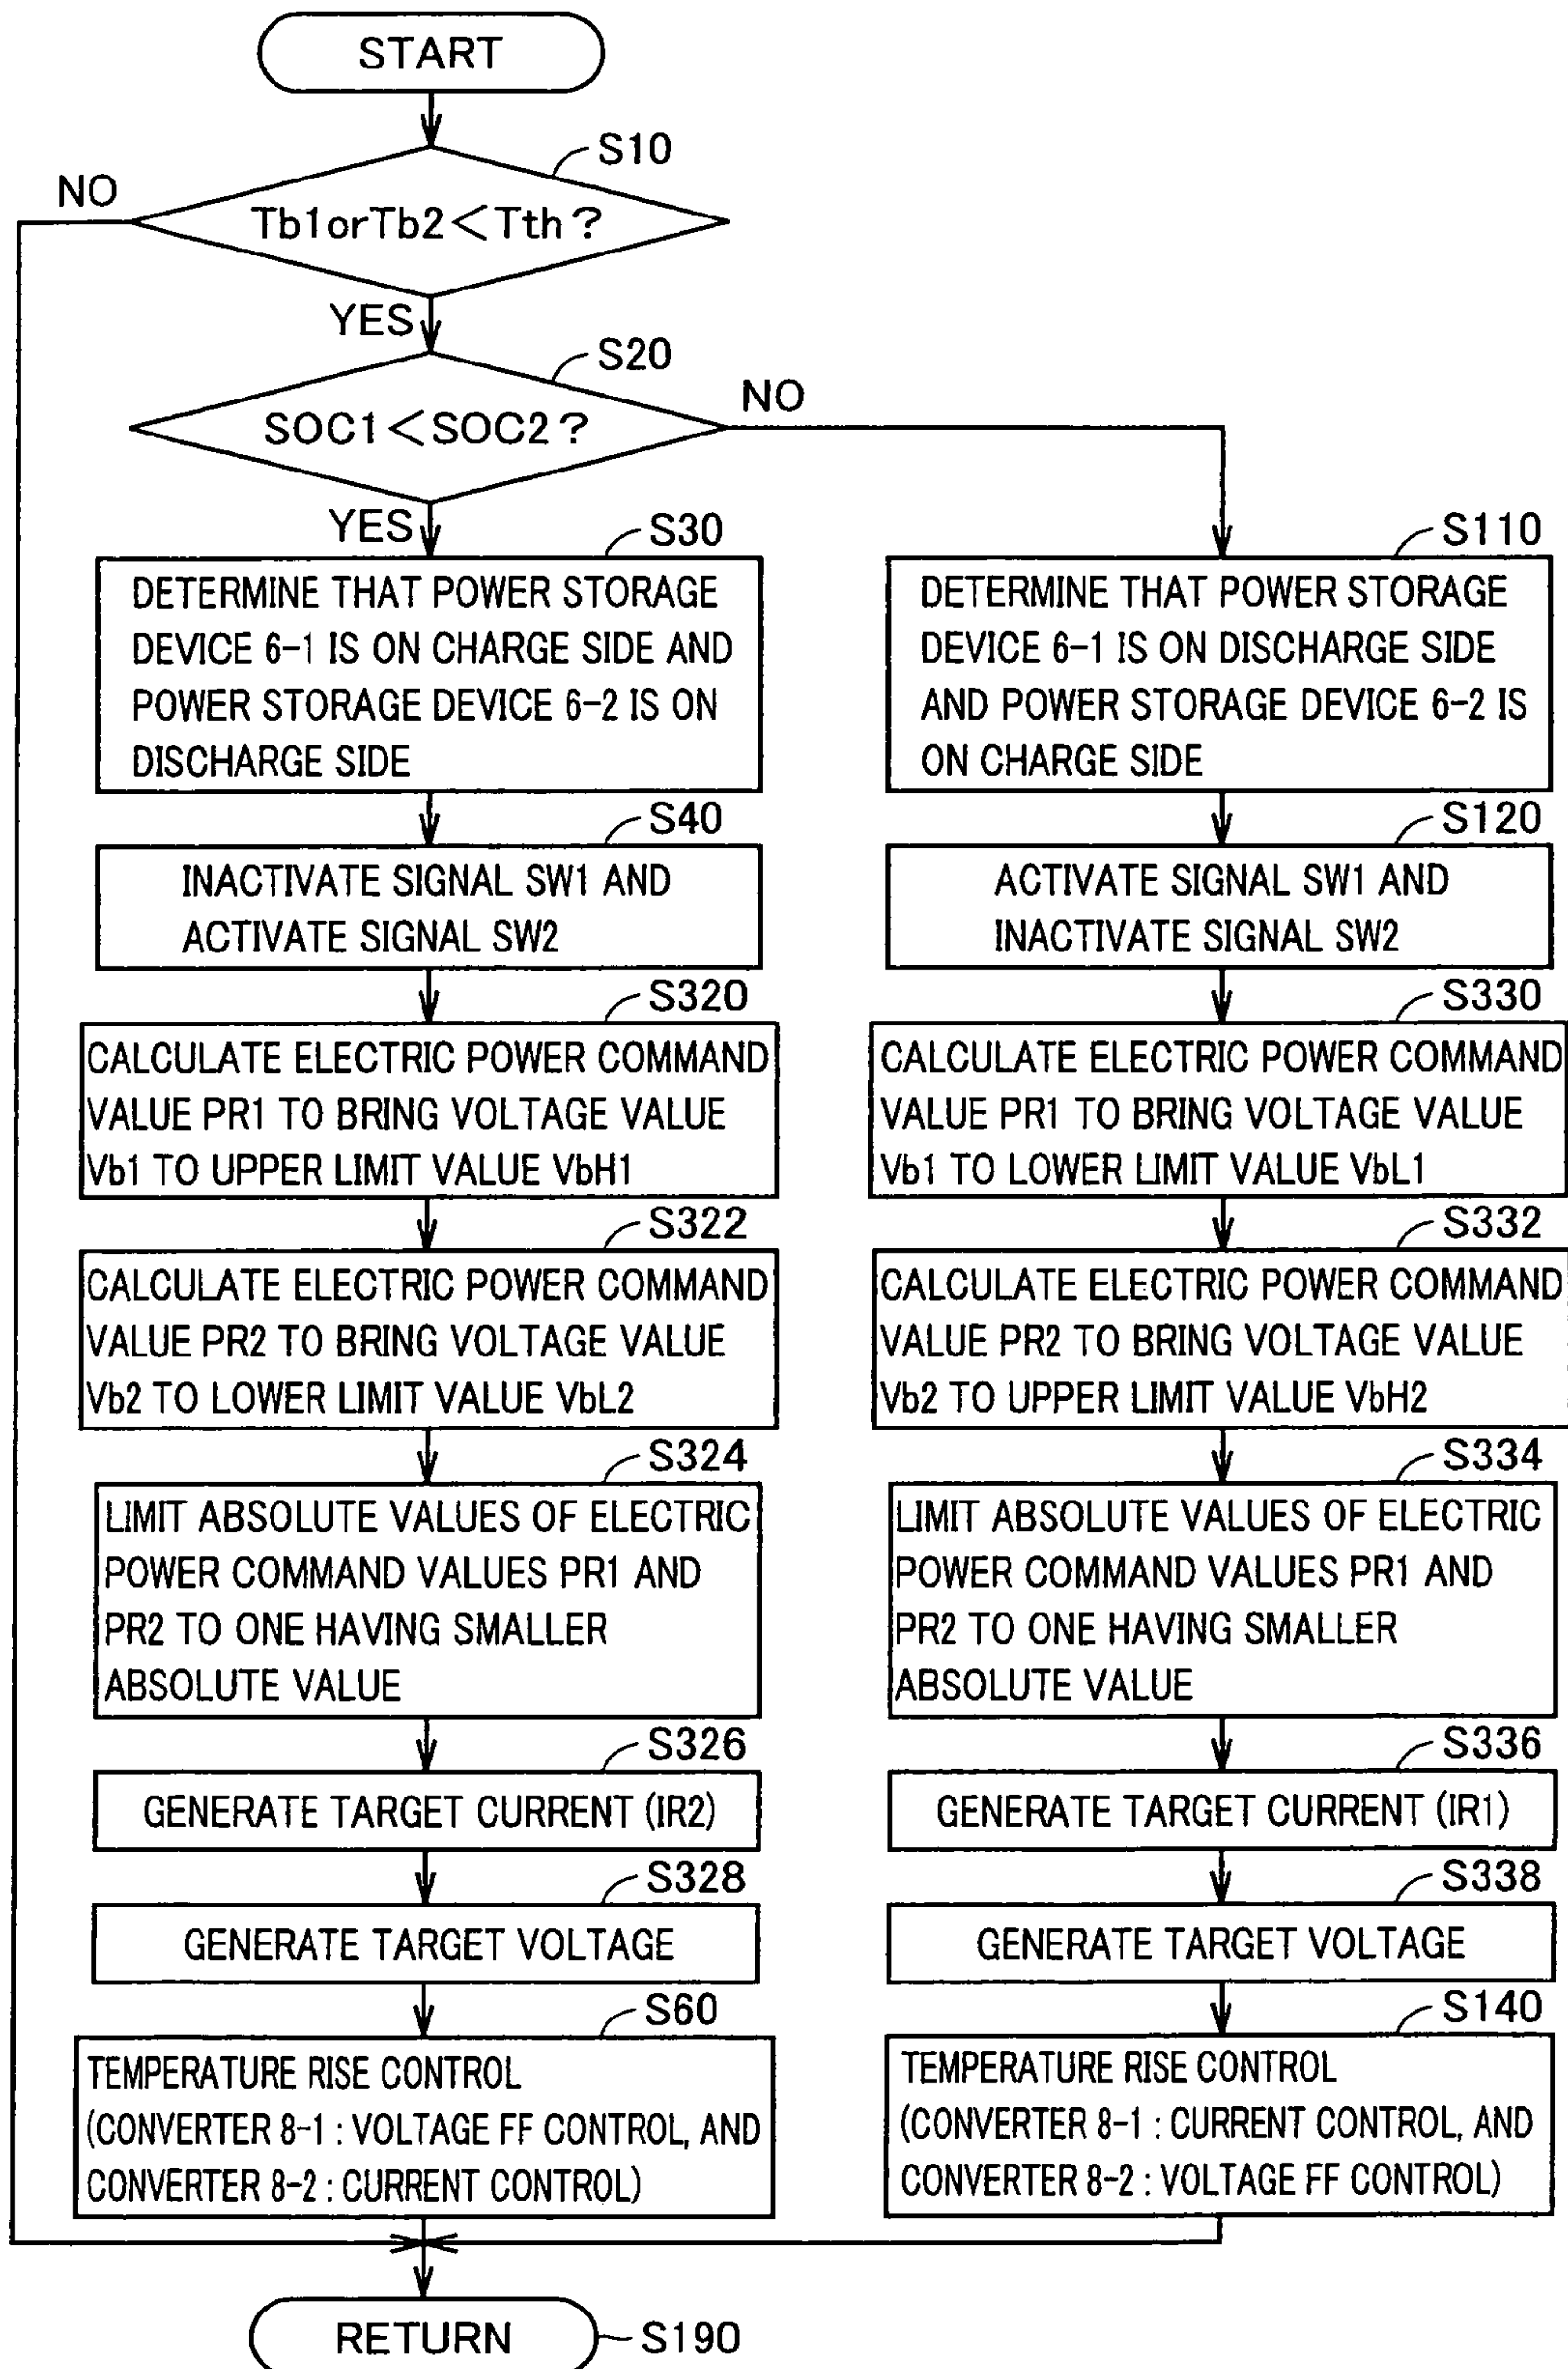 START
S10
NO
Tb1orTb2<Tth?
YES
S20
NO
SOC1<SOC2?
YES
S30
DETERMINE THAT POWER STORAGE
DEVICE 6-1 IS ON CHARGE SIDE AND
POWER STORAGE DEVICE 6-2 IS ON
DISCHARGE SIDE
S40
INACTIVATE SIGNAL SW1 AND
ACTIVATE SIGNAL SW2
S320
CALCULATE ELECTRIC POWER COMMAND
VALUE PR1 TO BRING VOLTAGE VALUE
Vb1 TO UPPER LIMIT VALUE VbH1
S322
CALCULATE ELECTRIC POWER COMMAND
VALUE PR2 TO BRING VOLTAGE VALUE
Vb2 TO LOWER LIMIT VALUE VbL2
S324
LIMIT ABSOLUTE VALUES OF ELECTRIC
POWER COMMAND VALUES PR1 AND
PR2 TO ONE HAVING SMALLER
ABSOLUTE VALUE
S326
GENERATE TARGET CURRENT (IR2)
S328
GENERATE TARGET VOLTAGE
S60
TEMPERATURE RISE CONTROL
(CONVERTER 8-1 : VOLTAGE FF CONTROL, AND
CONVERTER 8-2 : CURRENT CONTROL)
S110
DETERMINE THAT POWER STORAGE
DEVICE 6-1 IS ON DISCHARGE SIDE
AND POWER STORAGE DEVICE 6-2 IS
ON CHARGE SIDE
S120
ACTIVATE SIGNAL SW1 AND
INACTIVATE SIGNAL SW2
S330
CALCULATE ELECTRIC POWER COMMAND
VALUE PR1 TO BRING VOLTAGE VALUE
Vb1 TO LOWER LIMIT VALUE VbL1
S332
CALCULATE ELECTRIC POWER COMMAND
VALUE PR2 TO BRING VOLTAGE VALUE
Vb2 TO UPPER LIMIT VALUE VbH2
S334
LIMIT ABSOLUTE VALUES OF ELECTRIC
POWER COMMAND VALUES PR1 AND
PR2 TO ONE HAVING SMALLER
ABSOLUTE VALUE
S336
GENERATE TARGET CURRENT (IR1)
S338
GENERATE TARGET VOLTAGE
S140
TEMPERATURE RISE CONTROL
(CONVERTER 8-1 : CURRENT CONTROL, AND
CONVERTER 8-2 : VOLTAGE FF CONTROL)
RETURN
S190